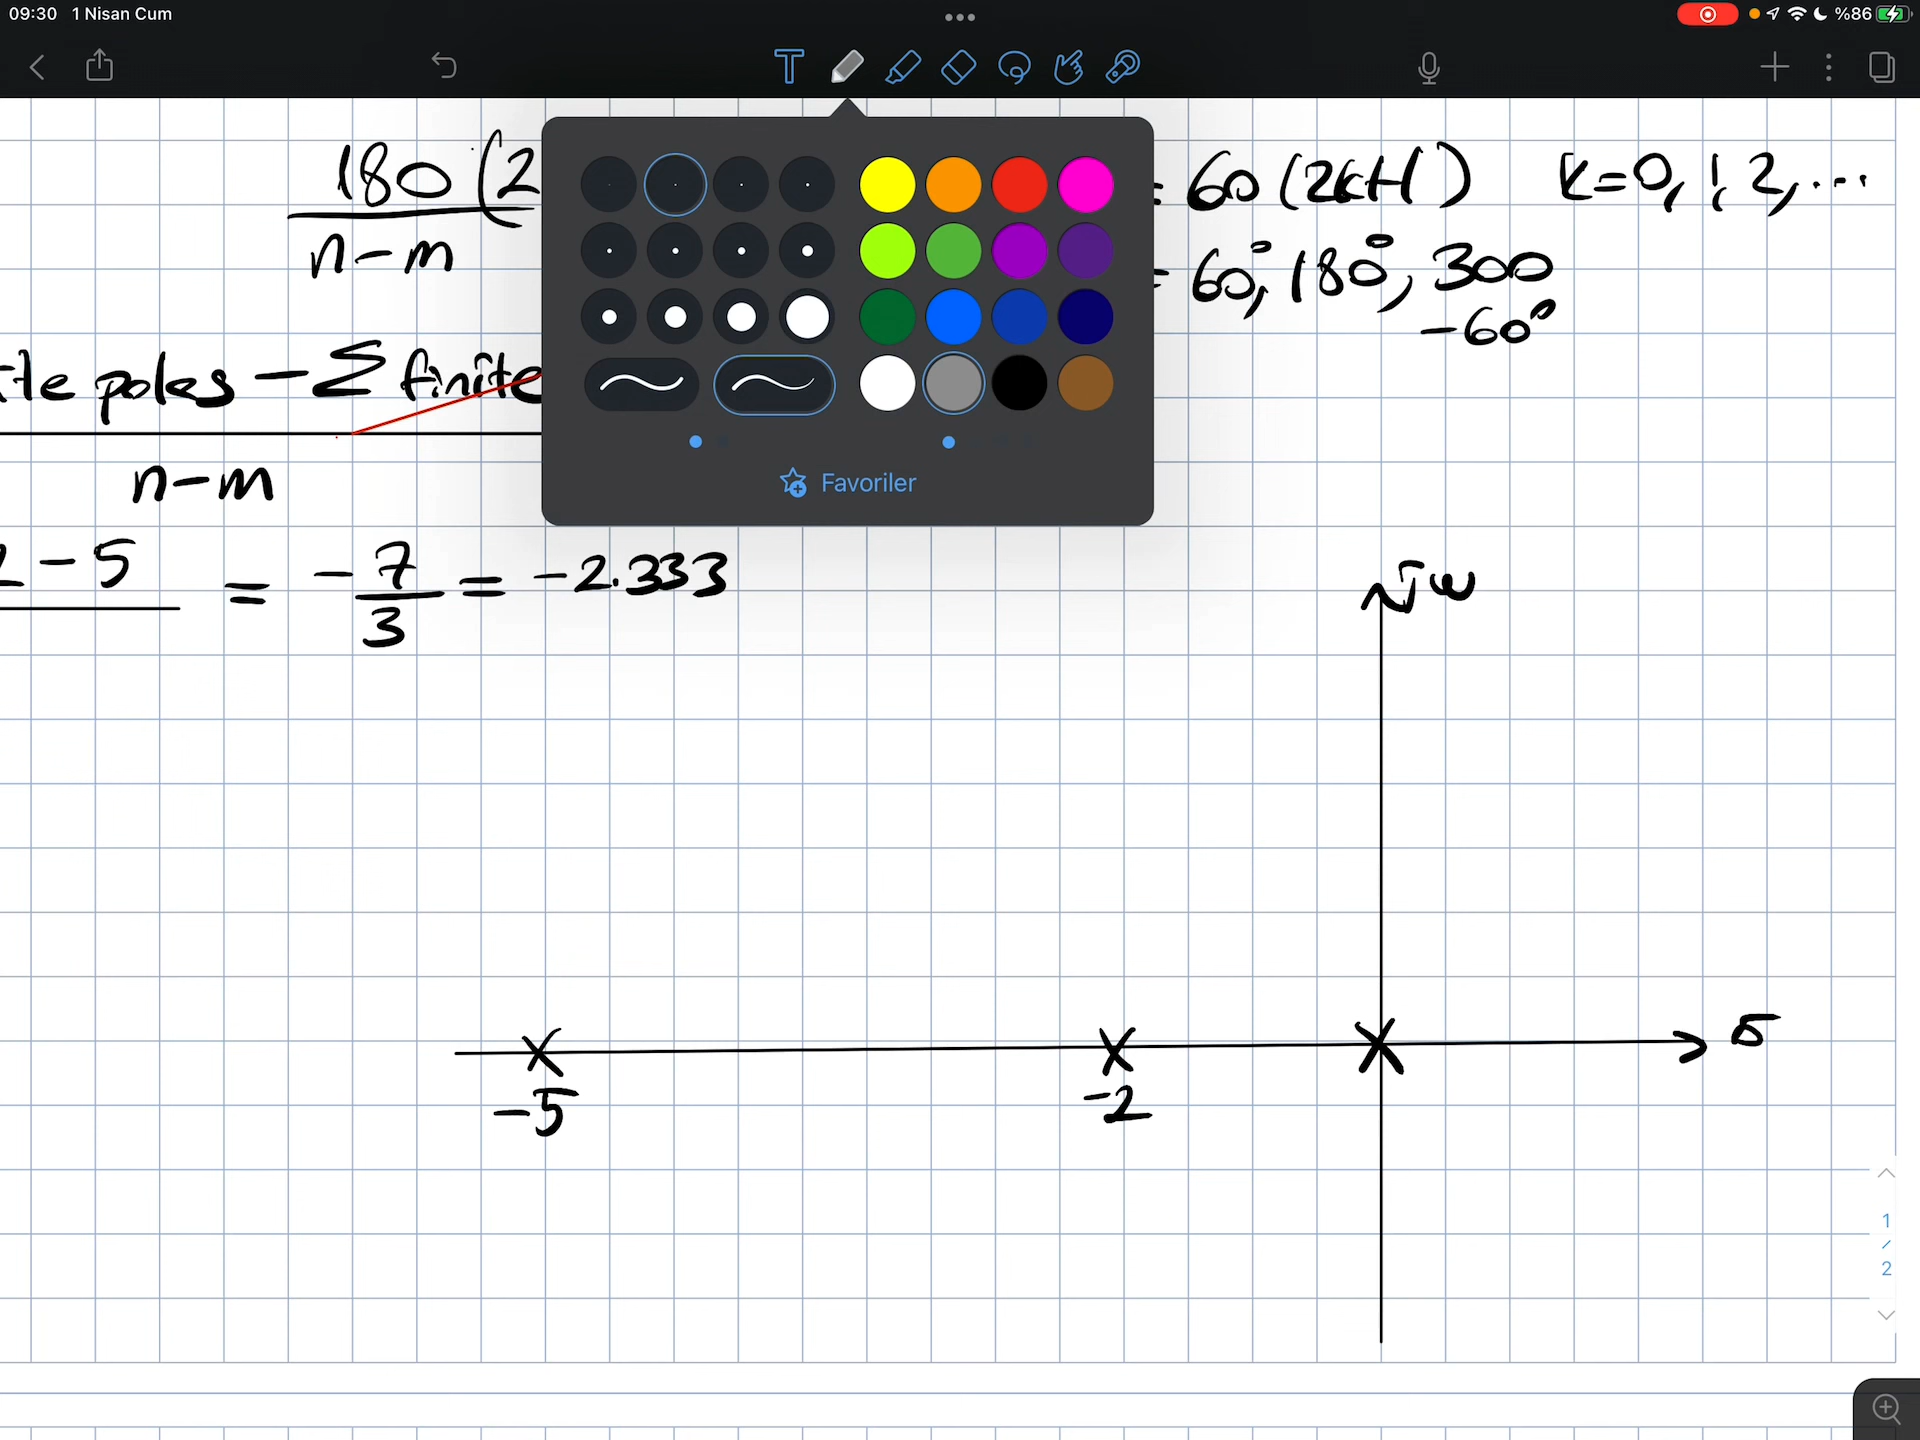 09:30 1 Nisan Cum %86
180 (2 = 60 (2k+1) k=0, 1, 2, ...
n-m = 60°, 180°, 300
-60°
poles - Σ finite
n-m
-5 = -7 = -2.333
3
jω
σ
-5 -2
Favoriler
1
/
2